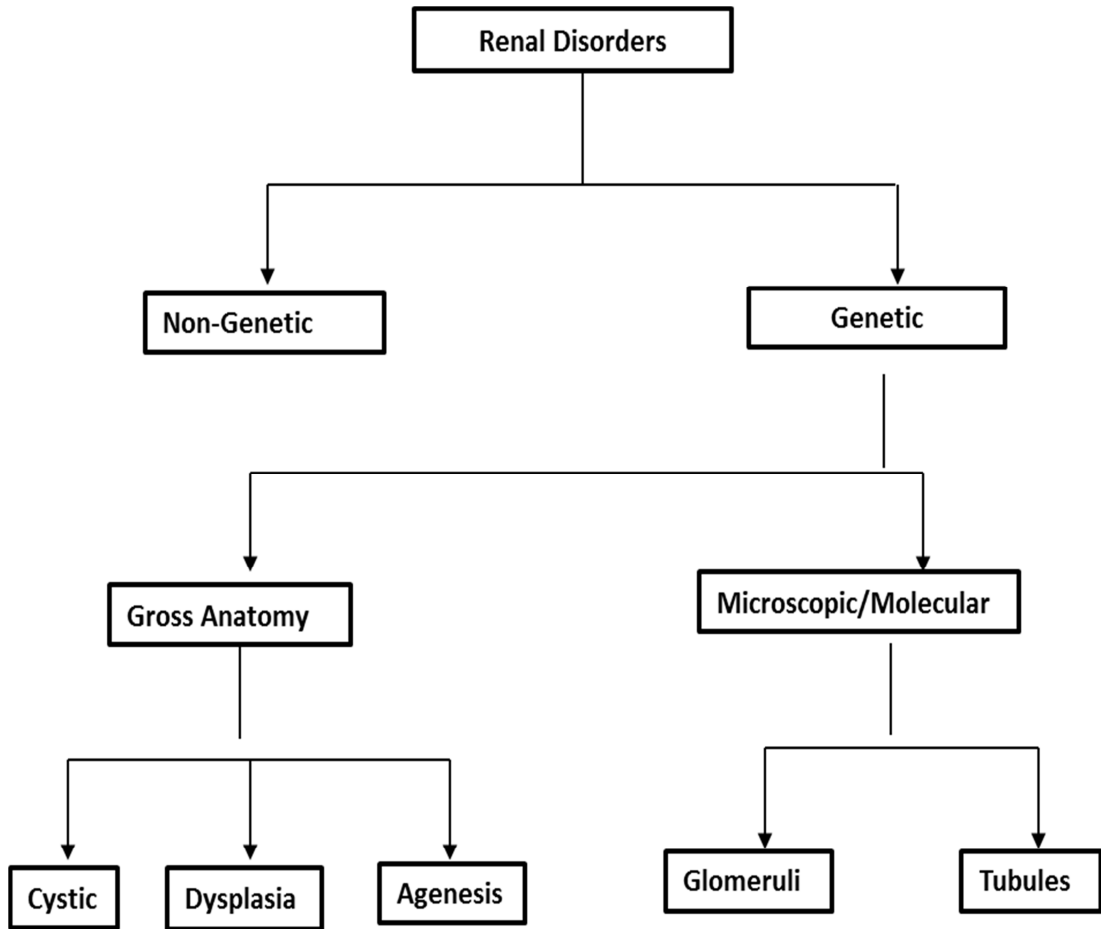 Renal Disorders
Non-Genetic
Genetic
Gross Anatomy
Microscopic/Molecular
Cystic
Dysplasia
Agenesis
Glomeruli
Tubules